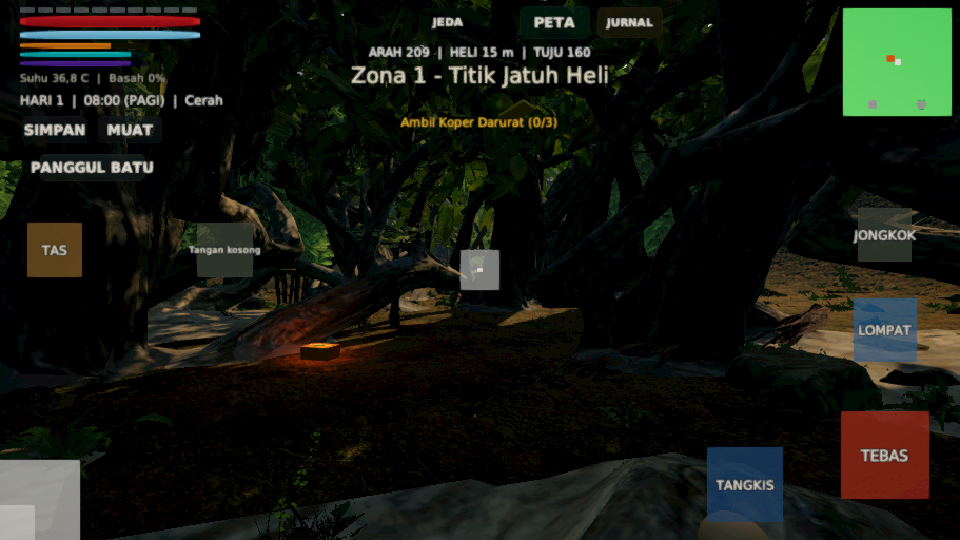 JEDA
PETA
JURNAL
ARAH 209 | HELI 15 m | TUJU 160
Zona 1 - Titik Jatuh Heli
Ambil Koper Darurat (0/3)
Suhu 36,8 C | Basah 0%
HARI 1 | 08:00 (PAGI) | Cerah
SIMPAN
MUAT
PANGGUL BATU
TAS
Tangan kosong
JONGKOK
LOMPAT
TEBAS
TANGKIS